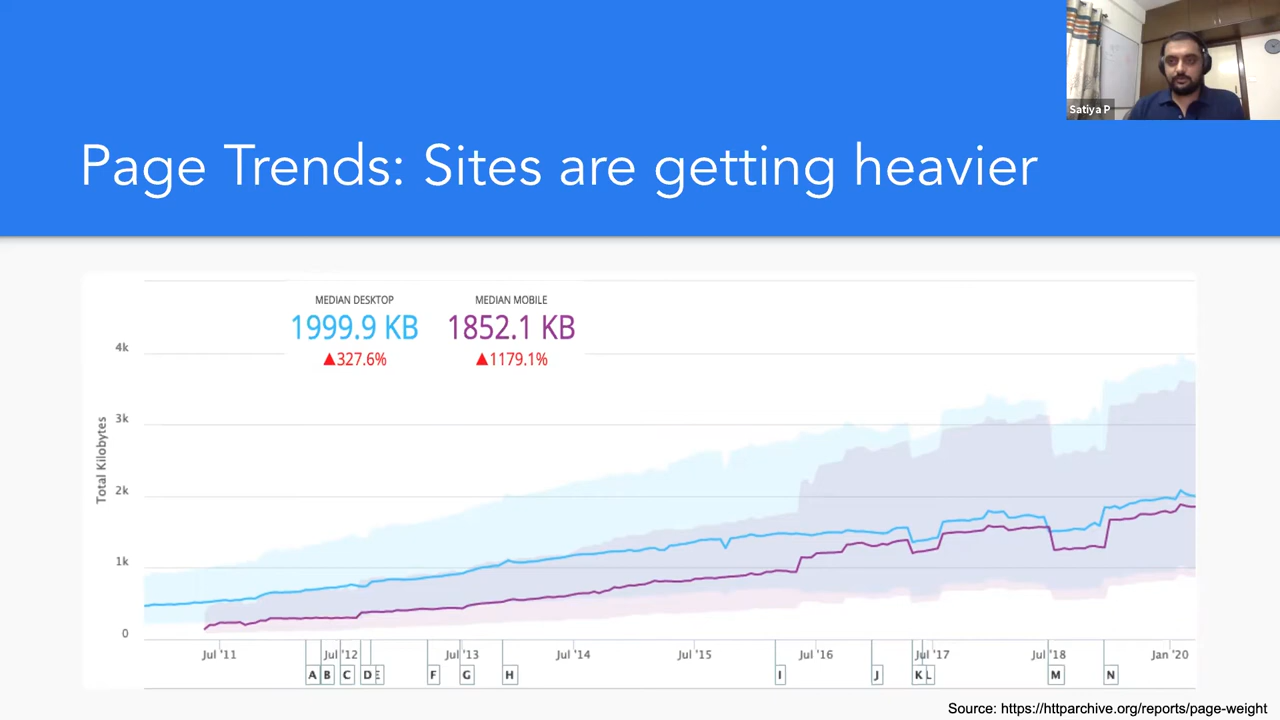 Satiya P
Page Trends: Sites are getting heavier
MEDIAN DESKTOP
1999.9 KB
▲327.6%
MEDIAN MOBILE
1852.1 KB
▲1179.1%
Total Kilobytes
4k
3k
2k
1k
0
Jul '11 Jul '12 Jul '13 Jul '14 Jul '15 Jul '16 Jul '17 Jul '18 Jan '20
A B C D E F G H I J K L M N
Source: https://httparchive.org/reports/page-weight